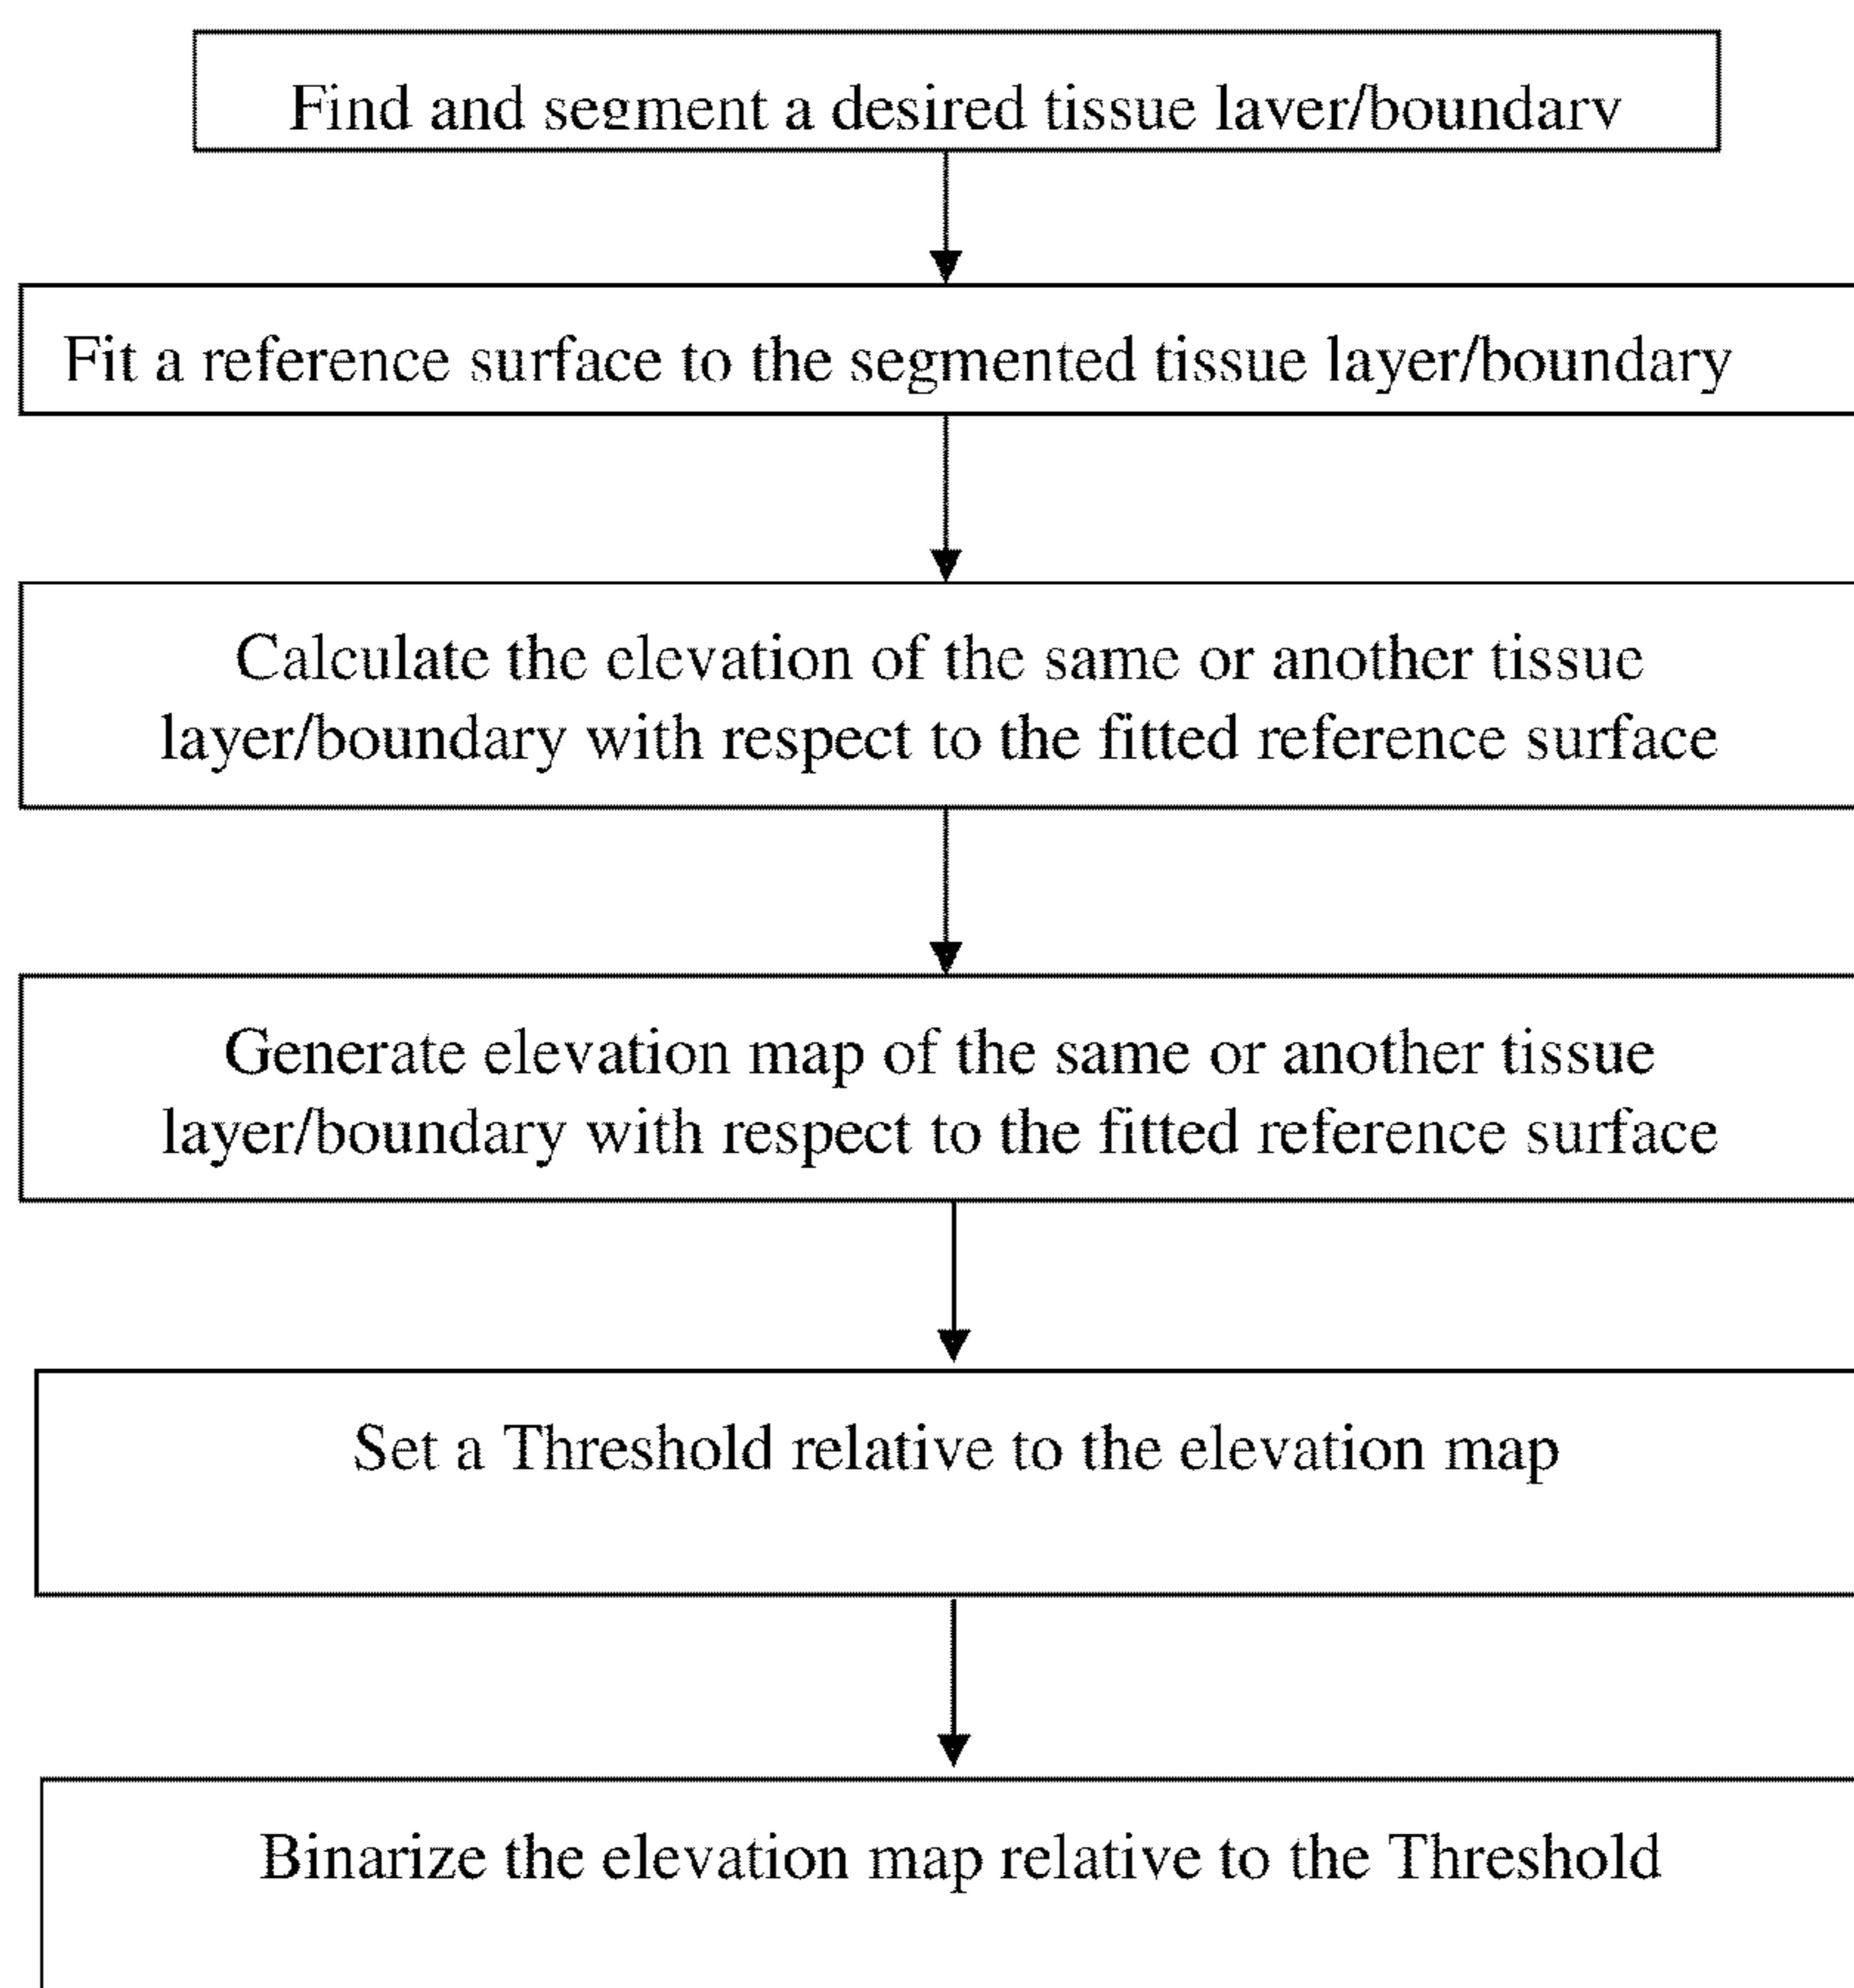 Find and segment a desired tissue layer/boundary
Fit a reference surface to the segmented tissue layer/boundary
Calculate the elevation of the same or another tissue
layer/boundary with respect to the fitted reference surface
Generate elevation map of the same or another tissue
layer/boundary with respect to the fitted reference surface
Set a Threshold relative to the elevation map
Binarize the elevation map relative to the Threshold